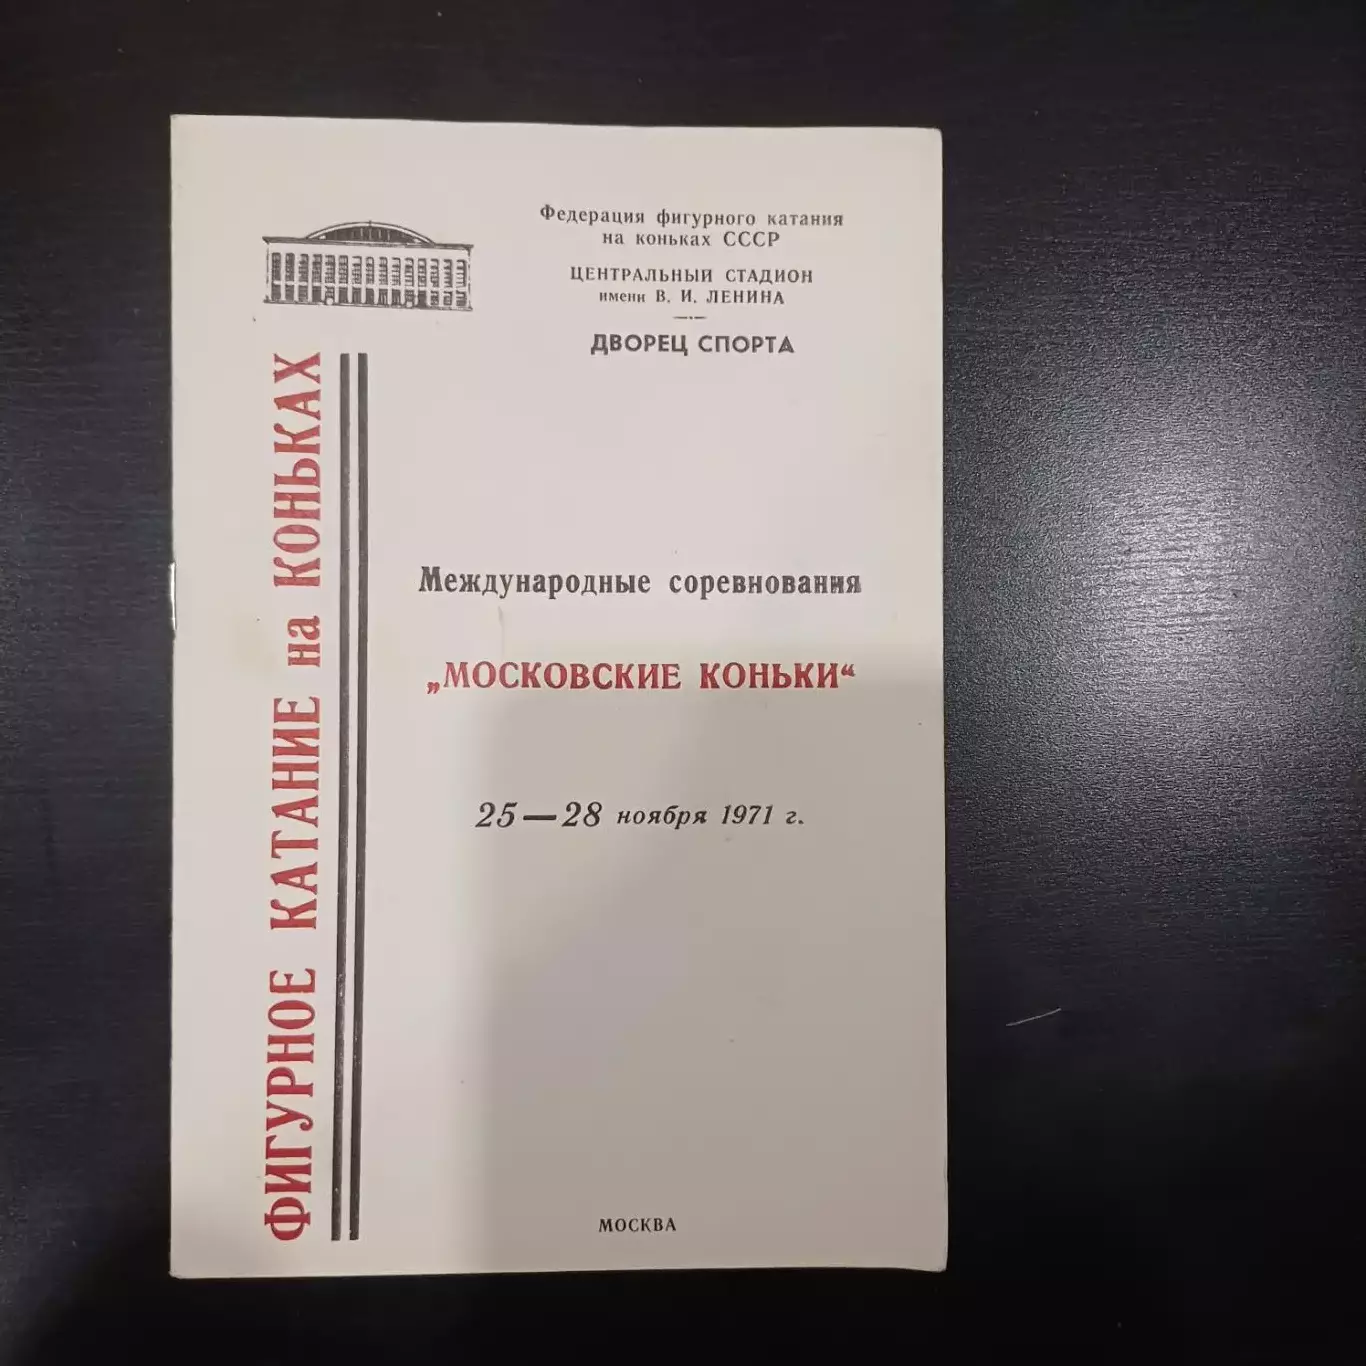 Федерация фигурного катания
на коньках СССР
ЦЕНТРАЛЬНЫЙ СТАДИОН
имени В. И. ЛЕНИНА
ДВОРЕЦ СПОРТА
ФИГУРНОЕ КАТАНИЕ на КОНЬКАХ
Международные соревнования
„МОСКОВСКИЕ КОНЬКИ“
25—28 ноября 1971 г.
МОСКВА